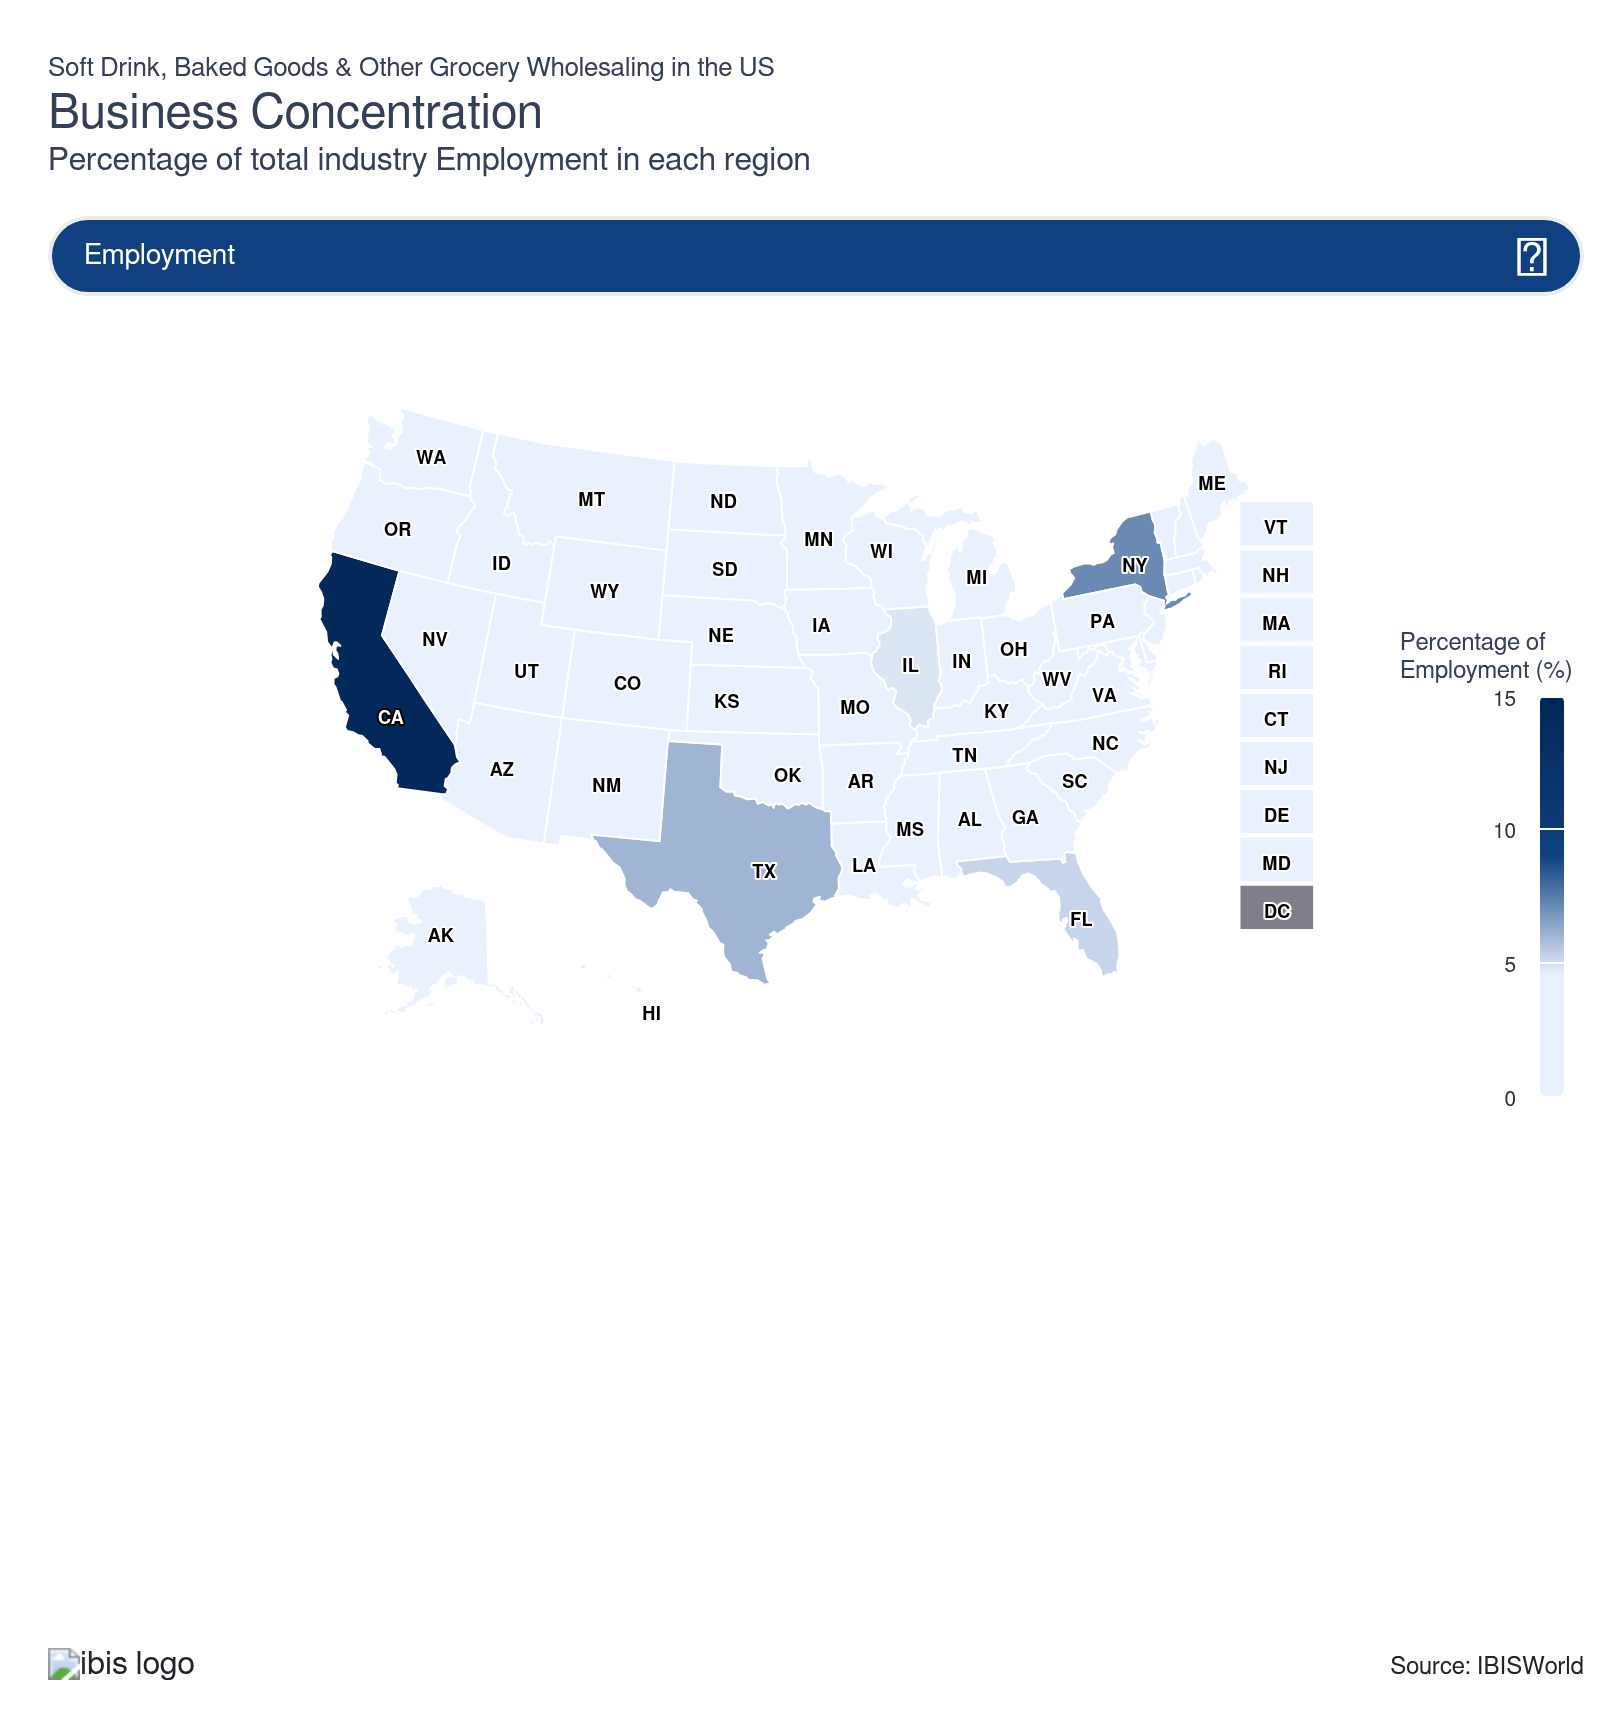 Soft Drink, Baked Goods & Other Grocery Wholesaling in the US
Business Concentration
Percentage of total industry Employment in each region
Employment
WA
OR
CA
ID
NV
MT
WY
UT
AZ
CO
NM
ND
SD
NE
KS
OK
TX
MN
IA
MO
AR
LA
WI
IL
MI
IN
OH
KY
TN
MS
AL
GA
FL
SC
NC
VA
WV
PA
NY
ME
VT
NH
MA
RI
CT
NJ
DE
MD
DC
AK
HI
Percentage of
Employment (%)
15
10
5
0
ibis logo
Source: IBISWorld